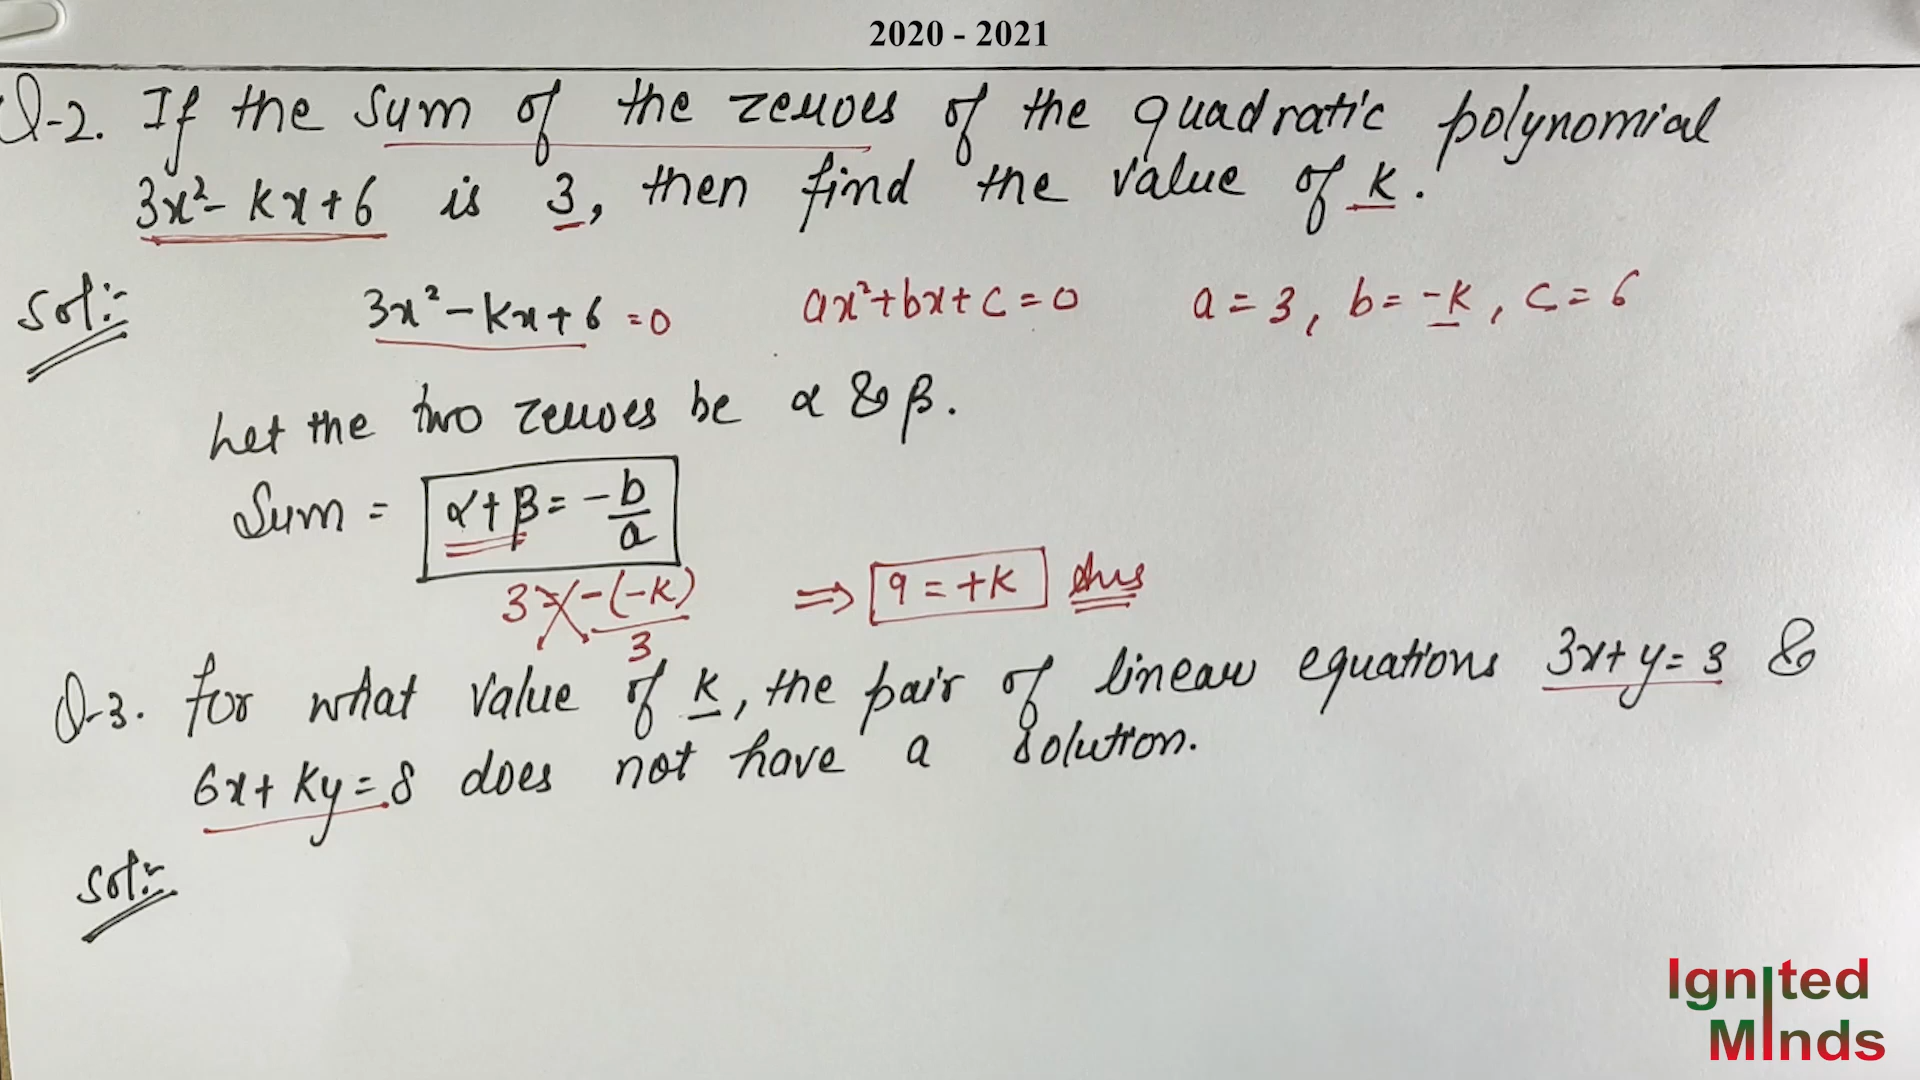 2020 - 2021
Q-2. If the sum of the zeroes of the quadratic polynomial
3x² - kx + 6 is 3, then find the value of k.
Sol:-
3x² - kx + 6 = 0 ax² + bx + c = 0 a = 3, b = -k, c = 6
Let the two zeroes be α & β.
Sum = α + β = -b/a
3 = -(-k)/3 ⇒ 9 = +k Ans
Q-3. For what value of k, the pair of linear equations 3x + y = 3 &
6x + ky = 8 does not have a solution.
Sol:-
Ignited
Minds